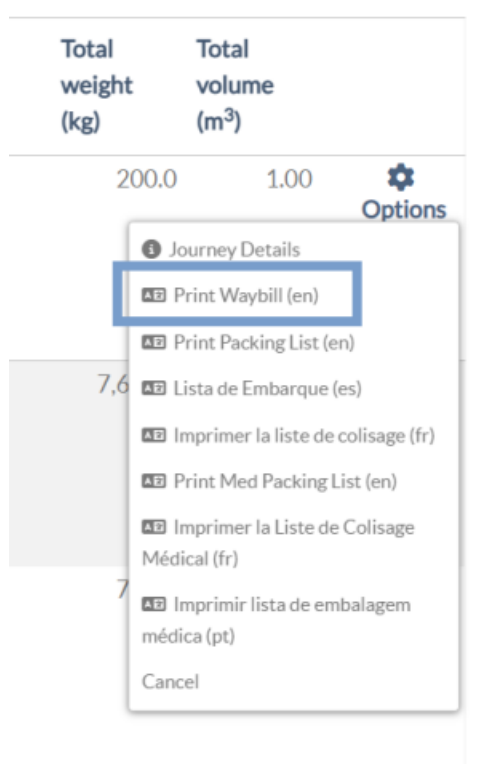 Total Total
weight volume
(kg) (m³)
200.0 1.00
Options
Journey Details
Print Waybill (en)
Print Packing List (en)
7,6
Lista de Embarque (es)
Imprimer la liste de colisage (fr)
Print Med Packing List (en)
Imprimer la Liste de Colisage
Médical (fr)
7
Imprimir lista de embalagem
médica (pt)
Cancel